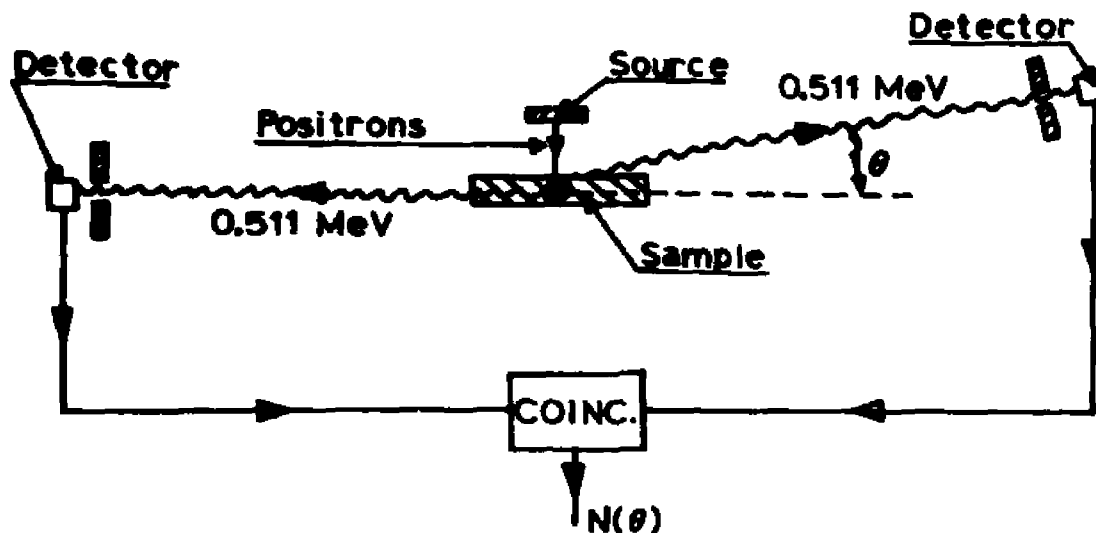 Detector
Detector
Source
0.511 MeV
Positrons
θ
0.511 MeV
Sample
COINC.
N(θ)